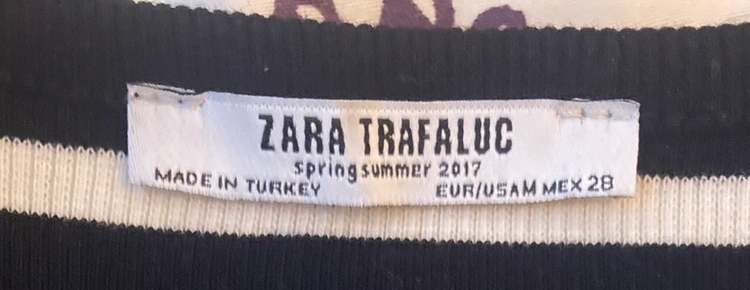 ZARA TRAFALUC
spring summer 2017
MADE IN TURKEY EUR/USA M MEX 28